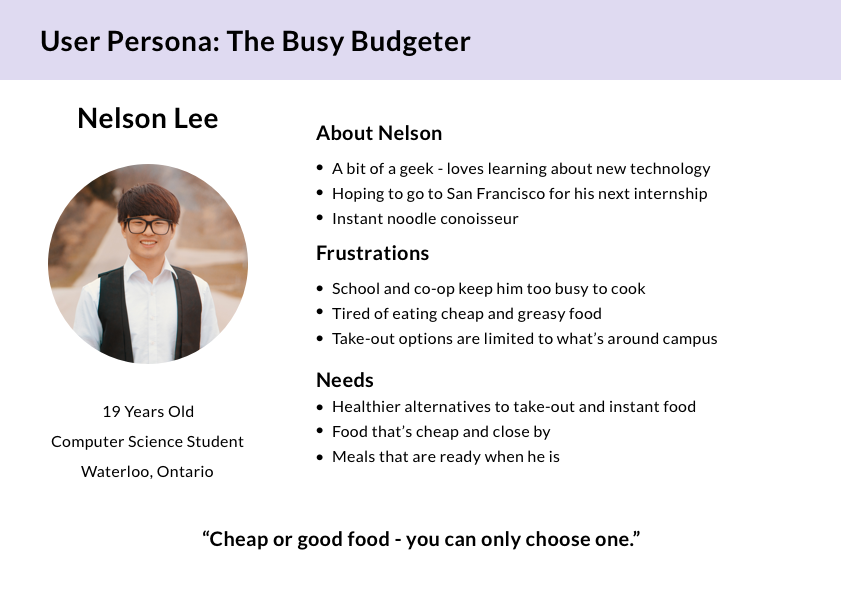 User Persona: The Busy Budgeter
Nelson Lee
19 Years Old
Computer Science Student
Waterloo, Ontario
About Nelson
• A bit of a geek - loves learning about new technology
• Hoping to go to San Francisco for his next internship
• Instant noodle conoisseur
Frustrations
• School and co-op keep him too busy to cook
• Tired of eating cheap and greasy food
• Take-out options are limited to what’s around campus
Needs
• Healthier alternatives to take-out and instant food
• Food that’s cheap and close by
• Meals that are ready when he is
“Cheap or good food - you can only choose one.”